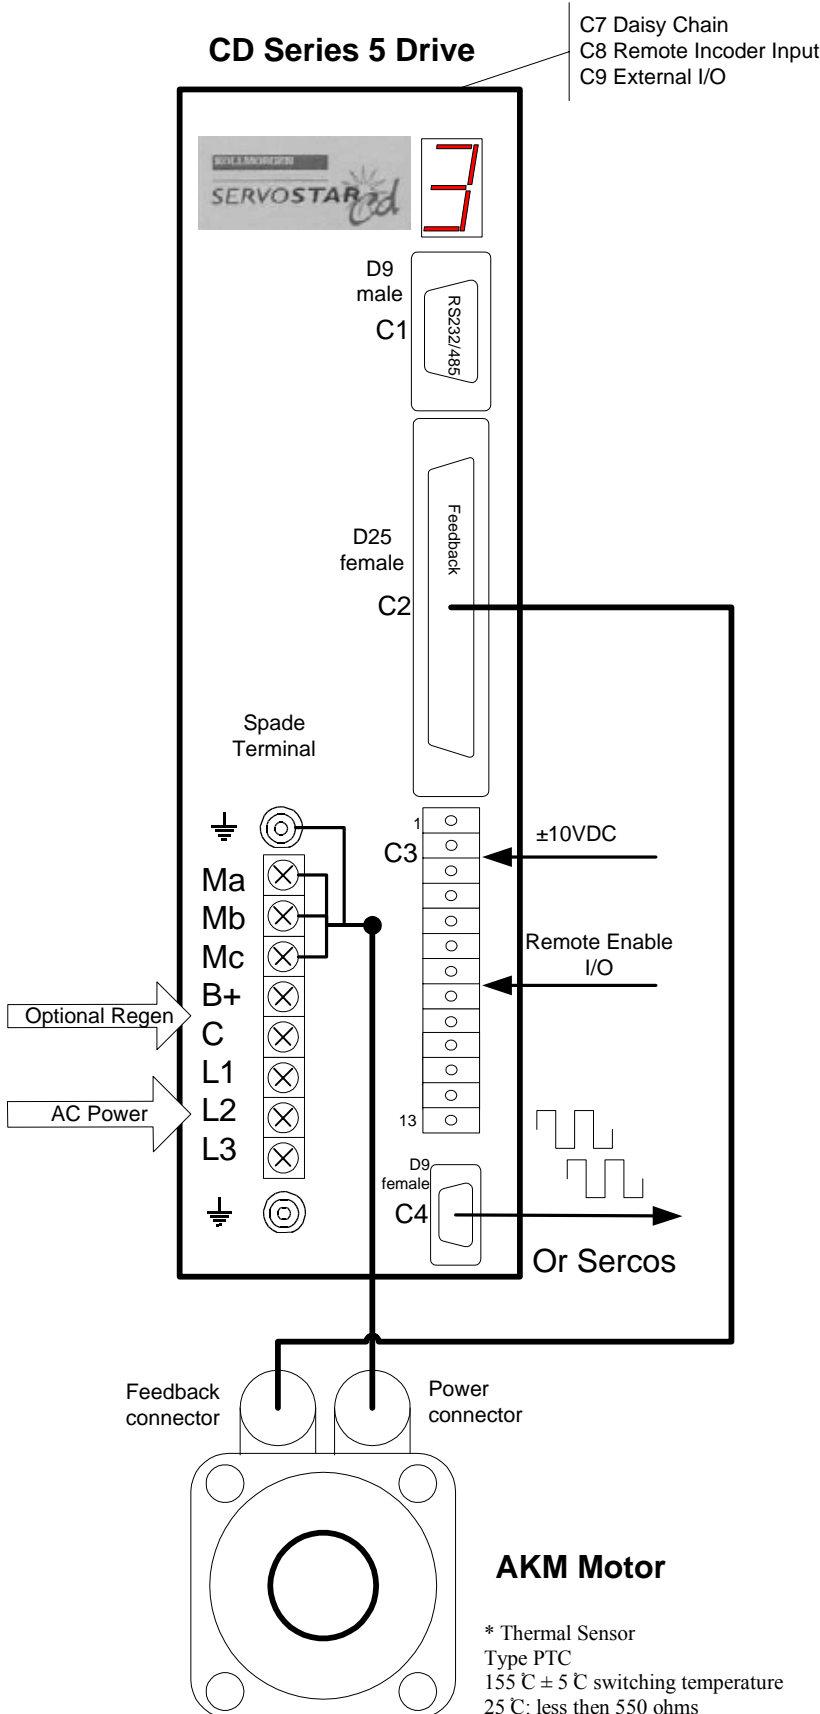 C7 Daisy Chain
C8 Remote Incoder Input
C9 External I/O
CD Series 5 Drive
KOLLMORGEN
SERVOSTAR cd
3
D9
male
C1
RS232/485
D25
female
C2
Feedback
Spade
Terminal
1
C3
±10VDC
Ma
Mb
Mc
B+
C
L1
L2
L3
Remote Enable
I/O
Optional Regen
AC Power
13
D9
female
C4
Or Sercos
Feedback
connector
Power
connector
AKM Motor
* Thermal Sensor
Type PTC
155 °C ± 5 °C switching temperature
25 °C: less then 550 ohms